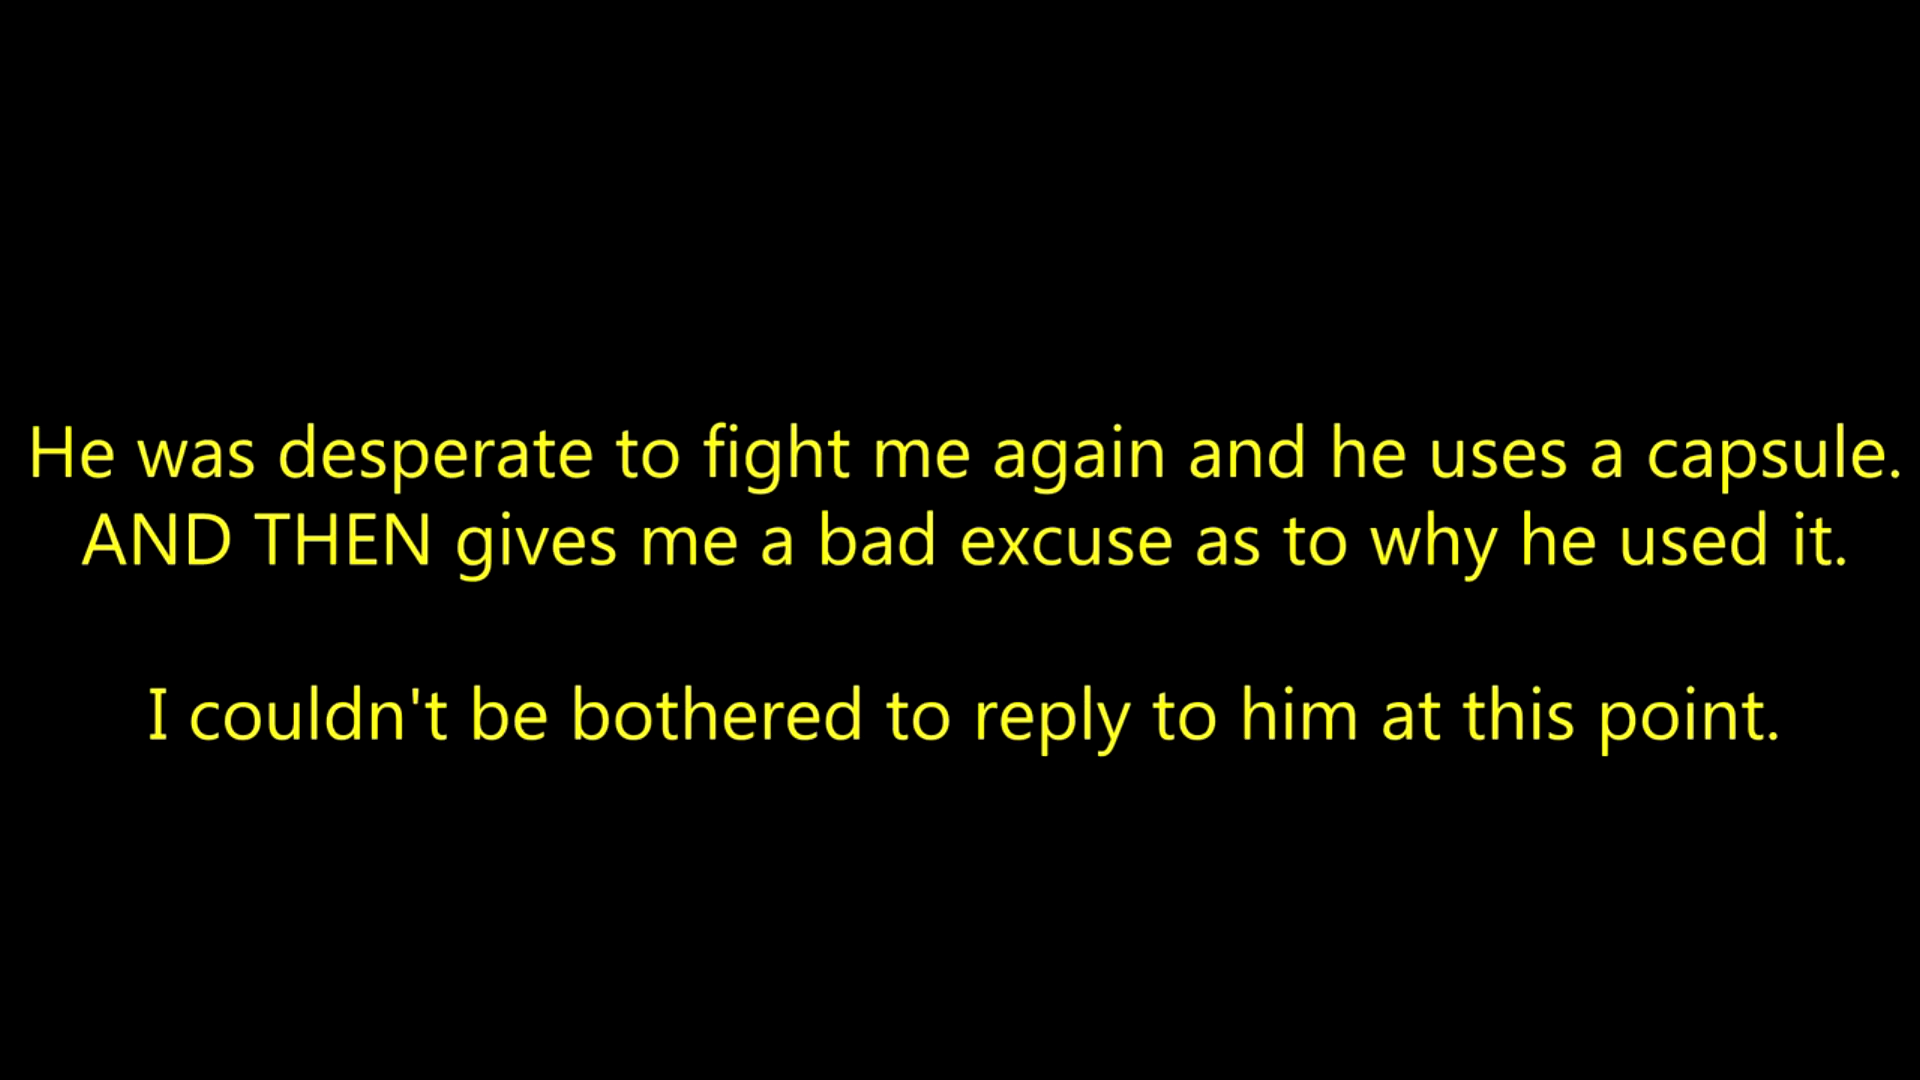 He was desperate to fight me again and he uses a capsule.
AND THEN gives me a bad excuse as to why he used it.
I couldn't be bothered to reply to him at this point.